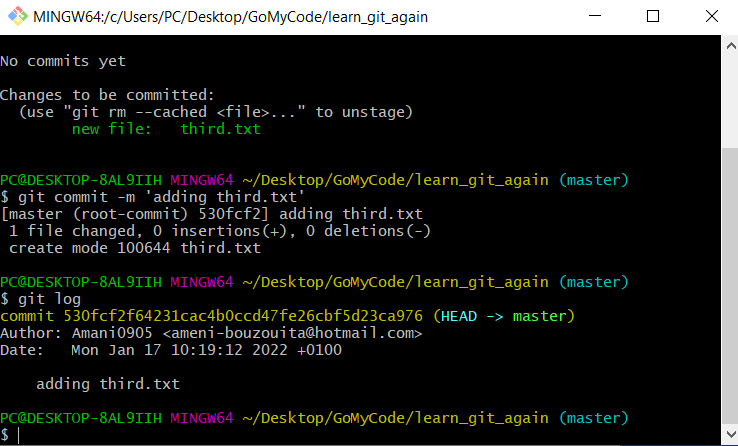 MINGW64:/c/Users/PC/Desktop/GoMyCode/learn_git_again
No commits yet
Changes to be committed:
  (use "git rm --cached <file>..." to unstage)
        new file:   third.txt
PC@DESKTOP-8AL9IIH MINGW64 ~/Desktop/GoMyCode/learn_git_again (master)
$ git commit -m 'adding third.txt'
[master (root-commit) 530fcf2] adding third.txt
 1 file changed, 0 insertions(+), 0 deletions(-)
 create mode 100644 third.txt
PC@DESKTOP-8AL9IIH MINGW64 ~/Desktop/GoMyCode/learn_git_again (master)
$ git log
commit 530fcf2f64231cac4b0ccd47fe26cbf5d23ca976 (HEAD -> master)
Author: Amani0905 <ameni-bouzouita@hotmail.com>
Date:   Mon Jan 17 10:19:12 2022 +0100
    adding third.txt
PC@DESKTOP-8AL9IIH MINGW64 ~/Desktop/GoMyCode/learn_git_again (master)
$